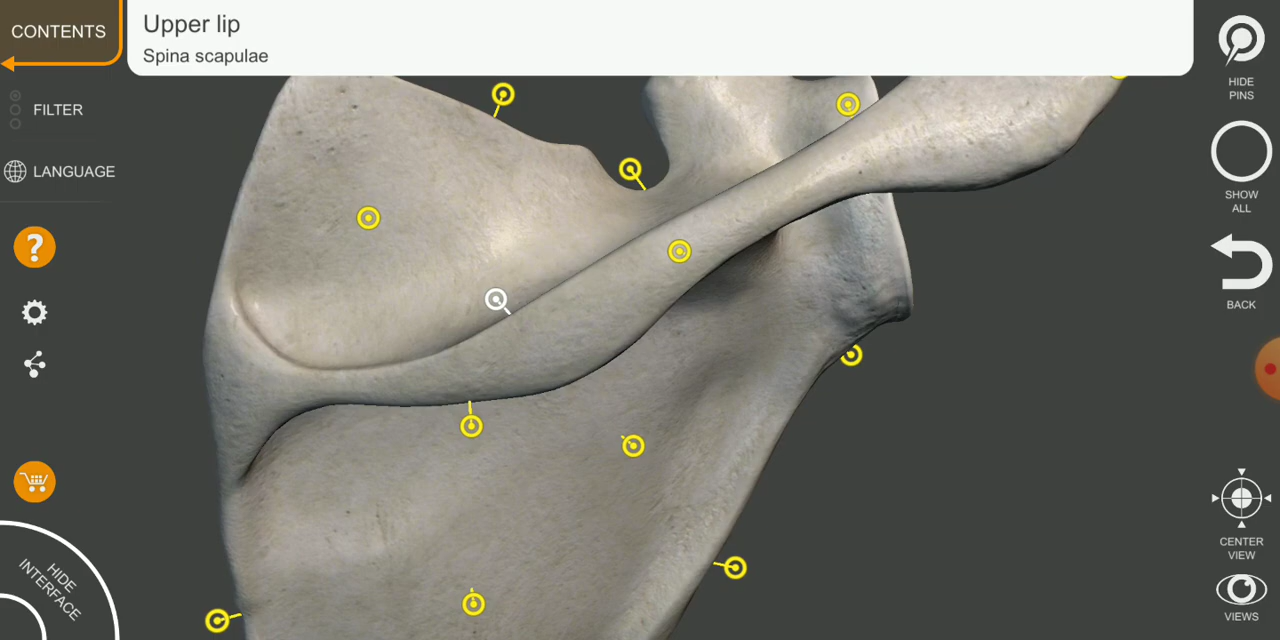 CONTENTS
Upper lip
Spina scapulae
FILTER
LANGUAGE
?
HIDE
INTERFACE
HIDE
PINS
SHOW
ALL
BACK
CENTER
VIEW
VIEWS